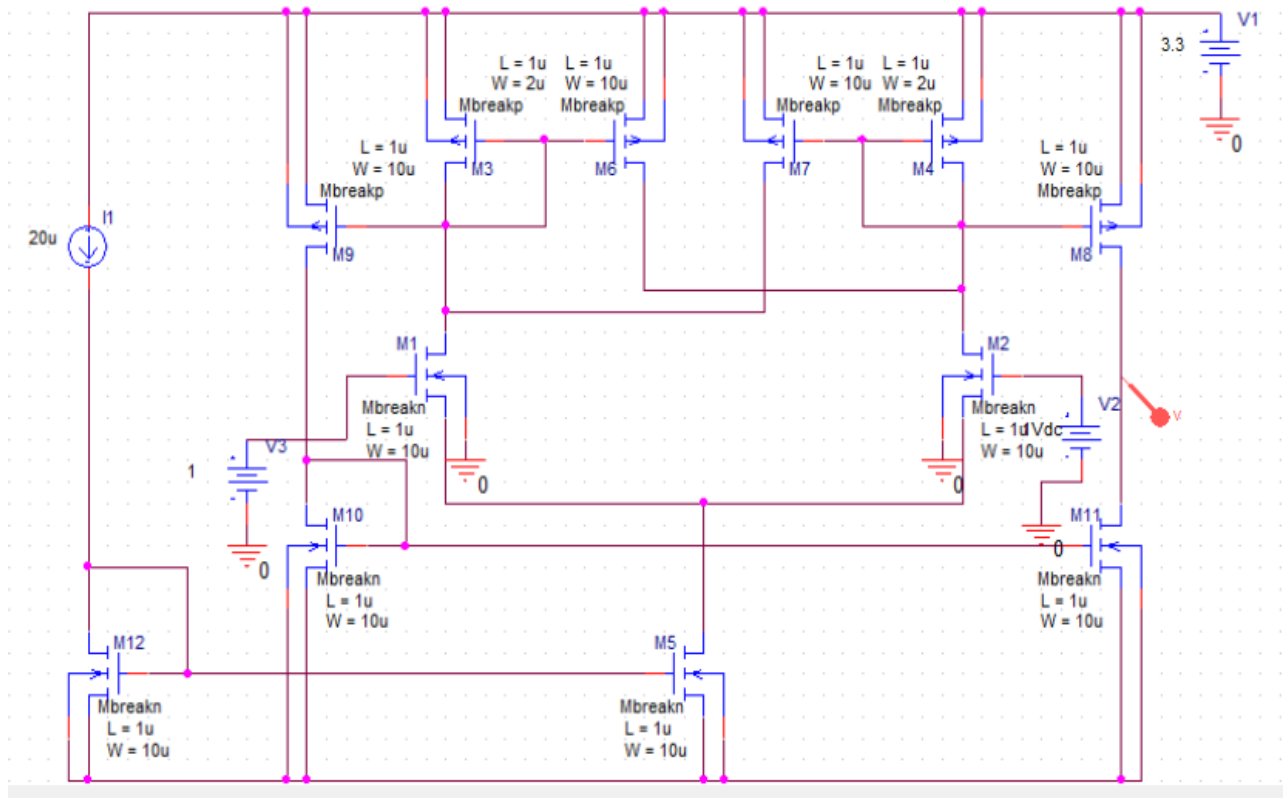 V1
3.3
0
L = 1u
W = 2u
Mbreakp
M3
L = 1u
W = 10u
Mbreakp
M6
L = 1u
W = 10u
Mbreakp
M7
L = 1u
W = 2u
Mbreakp
M4
L = 1u
W = 10u
Mbreakp
M9
L = 1u
W = 10u
Mbreakp
M8
I1
20u
M1
Mbreakn
L = 1u
W = 10u
0
M2
Mbreakn
L = 1u
W = 10u
0
V2
1Vdc
0
V
V3
1
0
M10
Mbreakn
L = 1u
W = 10u
M11
Mbreakn
L = 1u
W = 10u
M12
Mbreakn
L = 1u
W = 10u
M5
Mbreakn
L = 1u
W = 10u